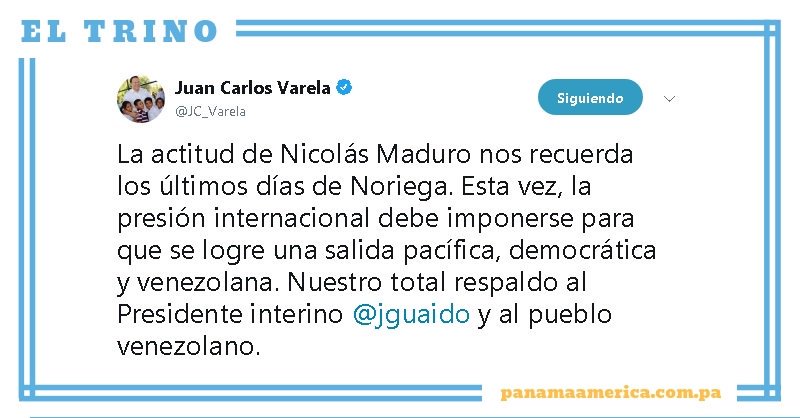 EL TRINO
Juan Carlos Varela
@JC_Varela
Siguiendo
La actitud de Nicolás Maduro nos recuerda
los últimos días de Noriega. Esta vez, la
presión internacional debe imponerse para
que se logre una salida pacífica, democrática
y venezolana. Nuestro total respaldo al
Presidente interino @jguaido y al pueblo
venezolano.
panamaamerica.com.pa